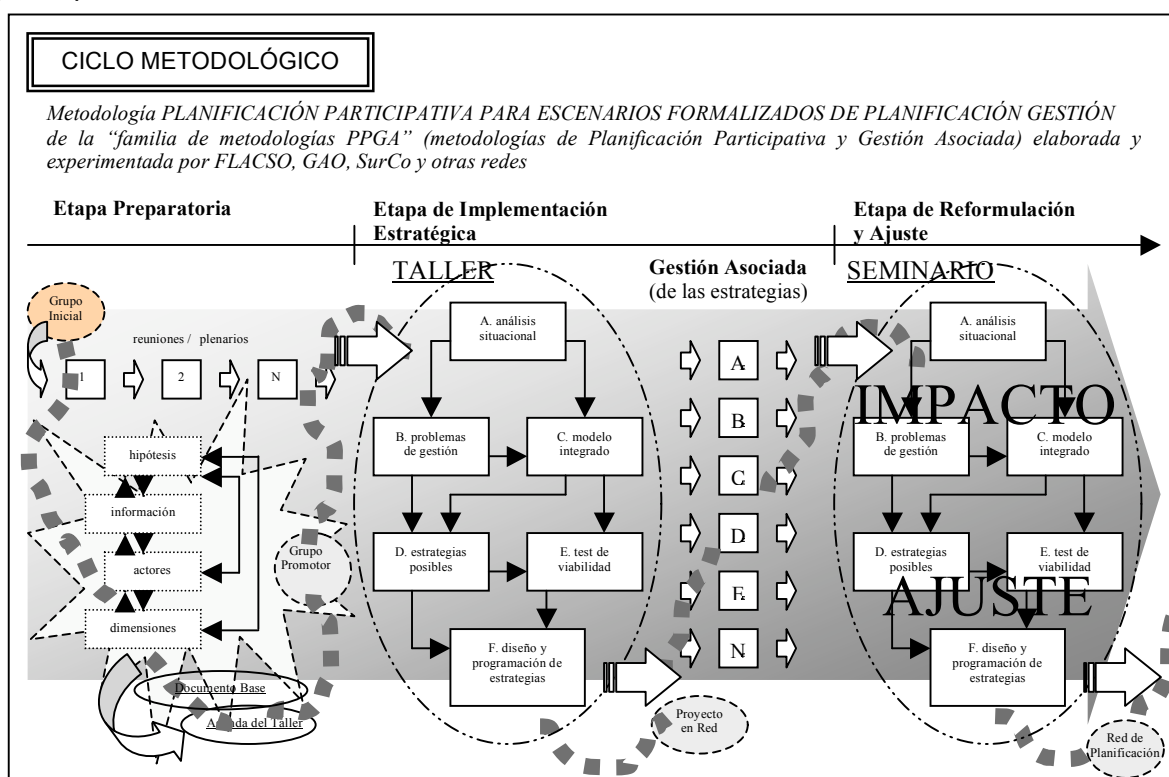 CICLO METODOLÓGICO
Metodología PLANIFICACIÓN PARTICIPATIVA PARA ESCENARIOS FORMALIZADOS DE PLANIFICACIÓN GESTIÓN
de la “familia de metodologías PPGA” (metodologías de Planificación Participativa y Gestión Asociada) elaborada y
experimentada por FLACSO, GAO, SurCo y otras redes
Etapa Preparatoria
Etapa de Implementación
Estratégica
Etapa de Reformulación
y Ajuste
TALLER
Gestión Asociada
(de las estrategias)
SEMINARIO
Grupo
Inicial
reuniones / plenarios
1
2
N
hipótesis
información
actores
dimensiones
Grupo
Promotor
Documento Base
Agenda del Taller
A. análisis
situacional
B. problemas
de gestión
C. modelo
integrado
D. estrategias
posibles
E. test de
viabilidad
F. diseño y
programación de
estrategias
A.
B.
C.
D.
E.
N.
Proyecto
en Red
A. análisis
situacional
IMPACTO
B. problemas
de gestión
C. modelo
integrado
D. estrategias
posibles
E. test de
viabilidad
AJUSTE
F. diseño y
programación de
estrategias
Red de
Planificación